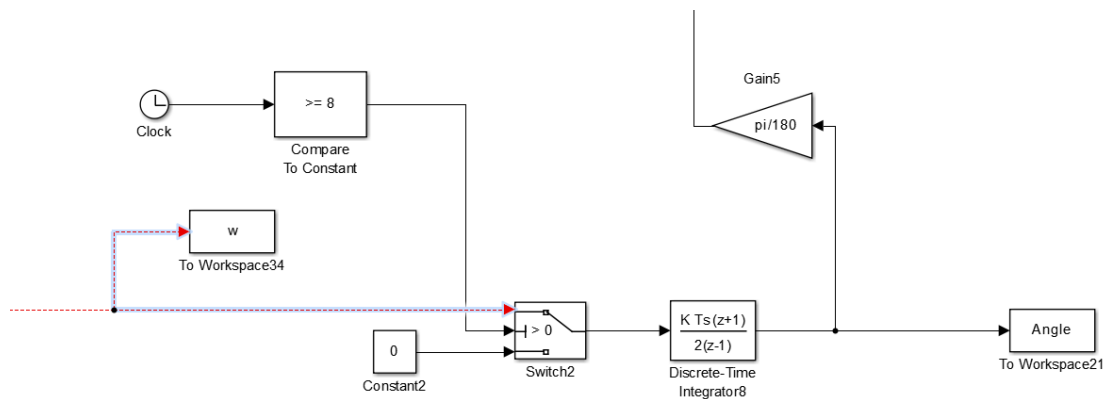 Gain5
pi/180
>= 8
Clock
Compare
To Constant
w
To Workspace34
> 0
Switch2
0
Constant2
K Ts(z+1)
2(z-1)
Discrete-Time
Integrator8
Angle
To Workspace21